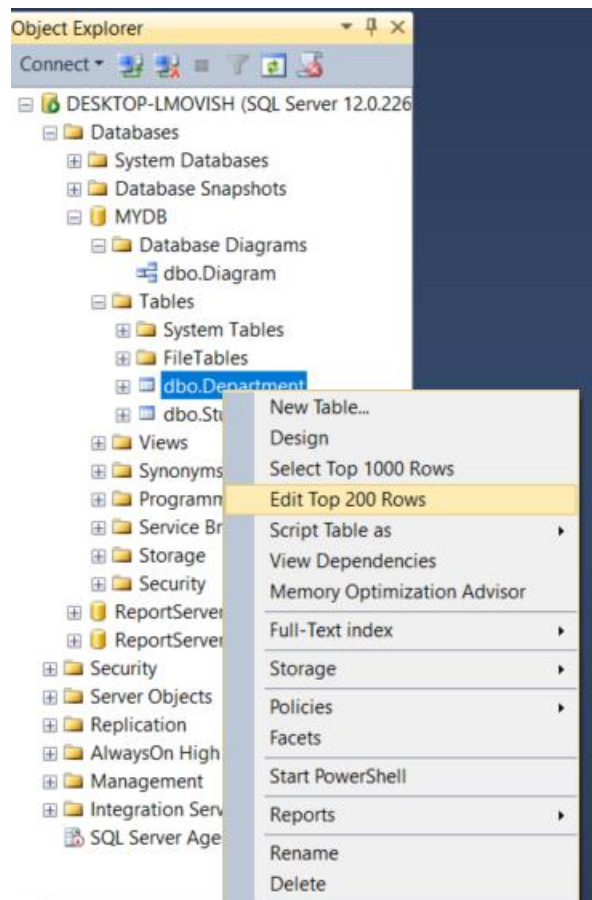 Object Explorer
Connect
DESKTOP-LMOVISH (SQL Server 12.0.226
Databases
System Databases
Database Snapshots
MYDB
Database Diagrams
dbo.Diagram
Tables
System Tables
FileTables
dbo.Department
dbo.Stu
Views
Synonyms
Programm
Service Br
Storage
Security
ReportServer
ReportServer
Security
Server Objects
Replication
AlwaysOn High
Management
Integration Serv
SQL Server Age
New Table...
Design
Select Top 1000 Rows
Edit Top 200 Rows
Script Table as
View Dependencies
Memory Optimization Advisor
Full-Text index
Storage
Policies
Facets
Start PowerShell
Reports
Rename
Delete